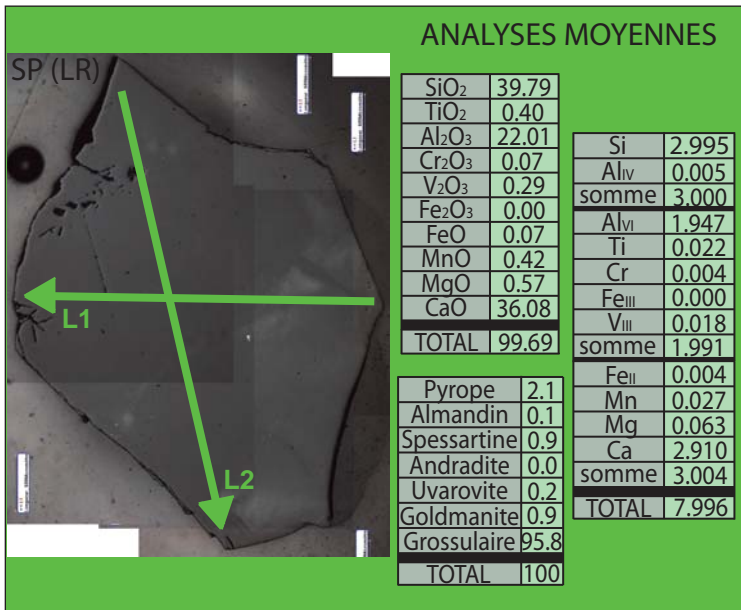 ANALYSES MOYENNES
SP (LR)
L1
L2
SiO₂ 39.79
TiO₂ 0.40
Al₂O₃ 22.01
Cr₂O₃ 0.07
V₂O₃ 0.29
Fe₂O₃ 0.00
FeO 0.07
MnO 0.42
MgO 0.57
CaO 36.08
TOTAL 99.69
Pyrope 2.1
Almandin 0.1
Spessartine 0.9
Andradite 0.0
Uvarovite 0.2
Goldmanite 0.9
Grossulaire 95.8
TOTAL 100
Si 2.995
AlIV 0.005
somme 3.000
AlVI 1.947
Ti 0.022
Cr 0.004
FeIII 0.000
VIII 0.018
somme 1.991
FeII 0.004
Mn 0.027
Mg 0.063
Ca 2.910
somme 3.004
TOTAL 7.996